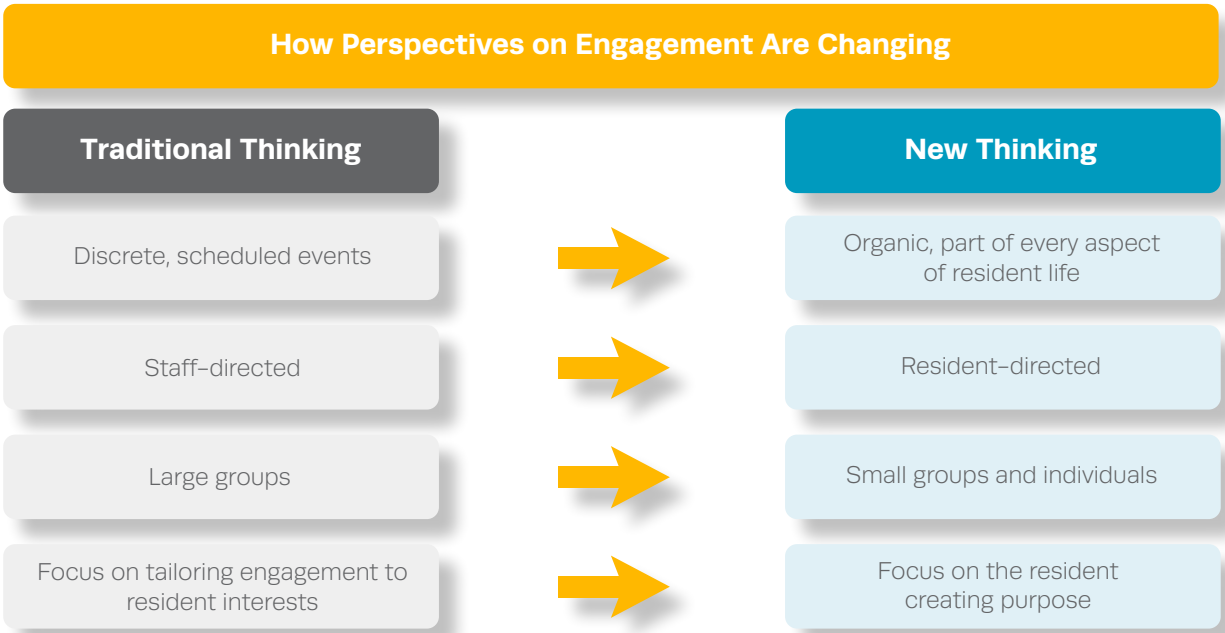 How Perspectives on Engagement Are Changing
Traditional Thinking
New Thinking
Discrete, scheduled events
Organic, part of every aspect
of resident life
Staff-directed
Resident-directed
Large groups
Small groups and individuals
Focus on tailoring engagement to
resident interests
Focus on the resident
creating purpose